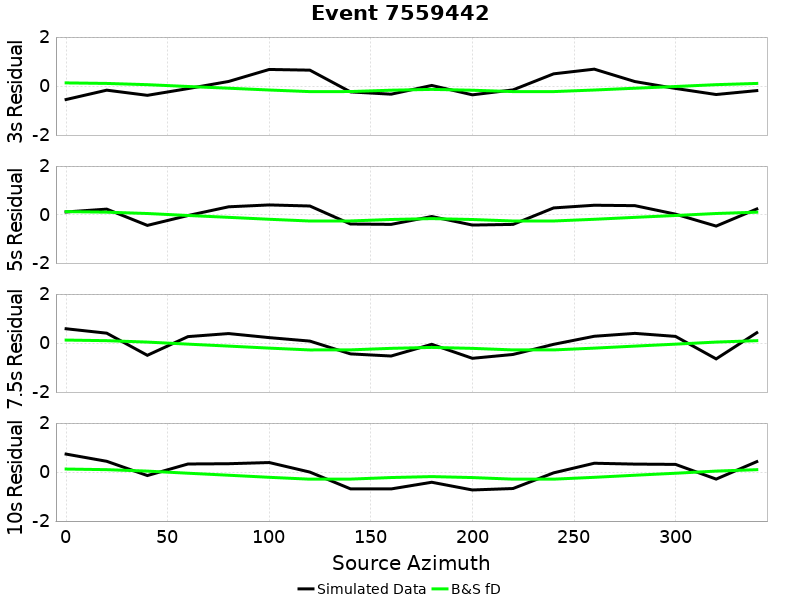 Event 7559442
3s Residual
2
0
-2
5s Residual
2
0
-2
7.5s Residual
2
0
-2
10s Residual
2
0
-2
0 50 100 150 200 250 300
Source Azimuth
Simulated Data B&S fD